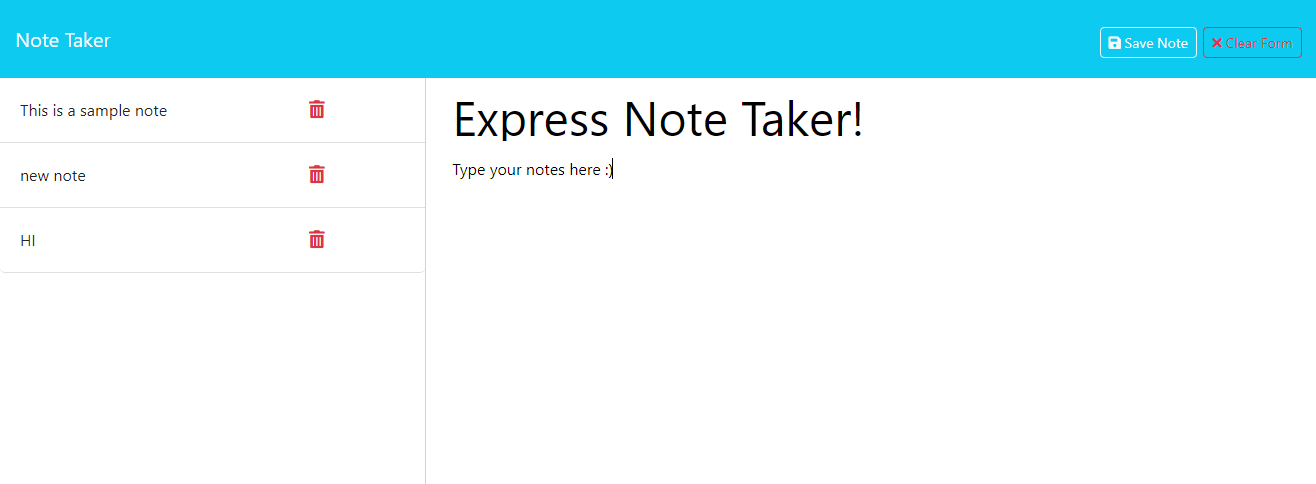 Note Taker
Save Note
Clear Form
This is a sample note
new note
HI
Express Note Taker!
Type your notes here :)